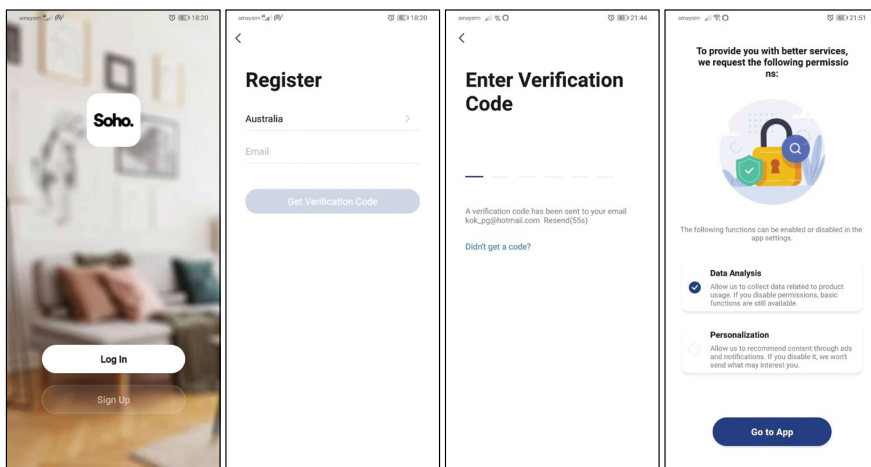 amaysim
18:20
Soho.
Log In
Sign Up
amaysim
18:20
Register
Australia
Email
Get Verification Code
amaysim
21:44
Enter Verification
Code
A verification code has been sent to your email
kok_pg@hotmail.com Resend(55s)
Didn't get a code?
amaysim
21:51
To provide you with better services,
we request the following permissio
ns:
The following functions can be enabled or disabled in the
app settings.
Data Analysis
Allow us to collect data related to product
usage. If you disable permissions, basic
functions are still available.
Personalization
Allow us to recommend content through ads
and notifications. If you disable it, we won't
send what may interest you.
Go to App